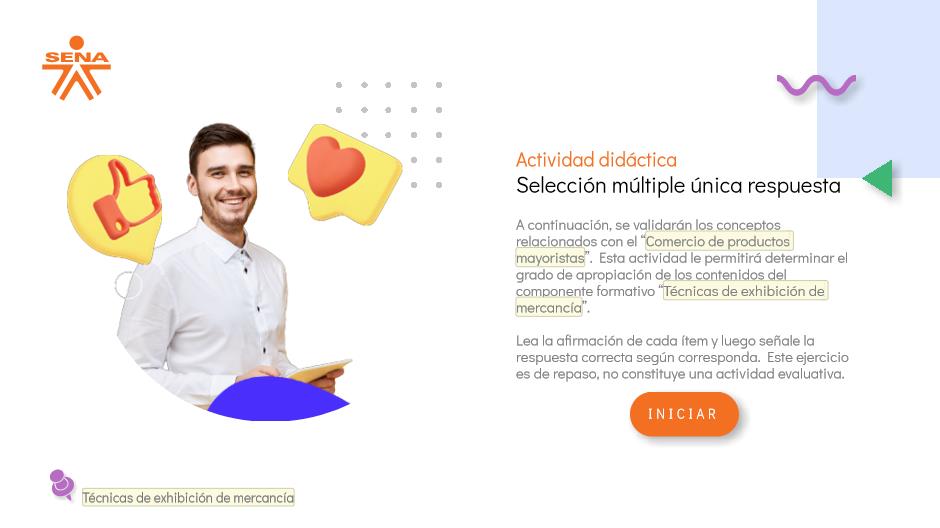 SENA
Actividad didáctica
Selección múltiple única respuesta
A continuación, se validarán los conceptos
relacionados con el “Comercio de productos
mayoristas”. Esta actividad le permitirá determinar el
grado de apropiación de los contenidos del
componente formativo “Técnicas de exhibición de
mercancía”.
Lea la afirmación de cada ítem y luego señale la
respuesta correcta según corresponda. Este ejercicio
es de repaso, no constituye una actividad evaluativa.
INICIAR
Técnicas de exhibición de mercancía